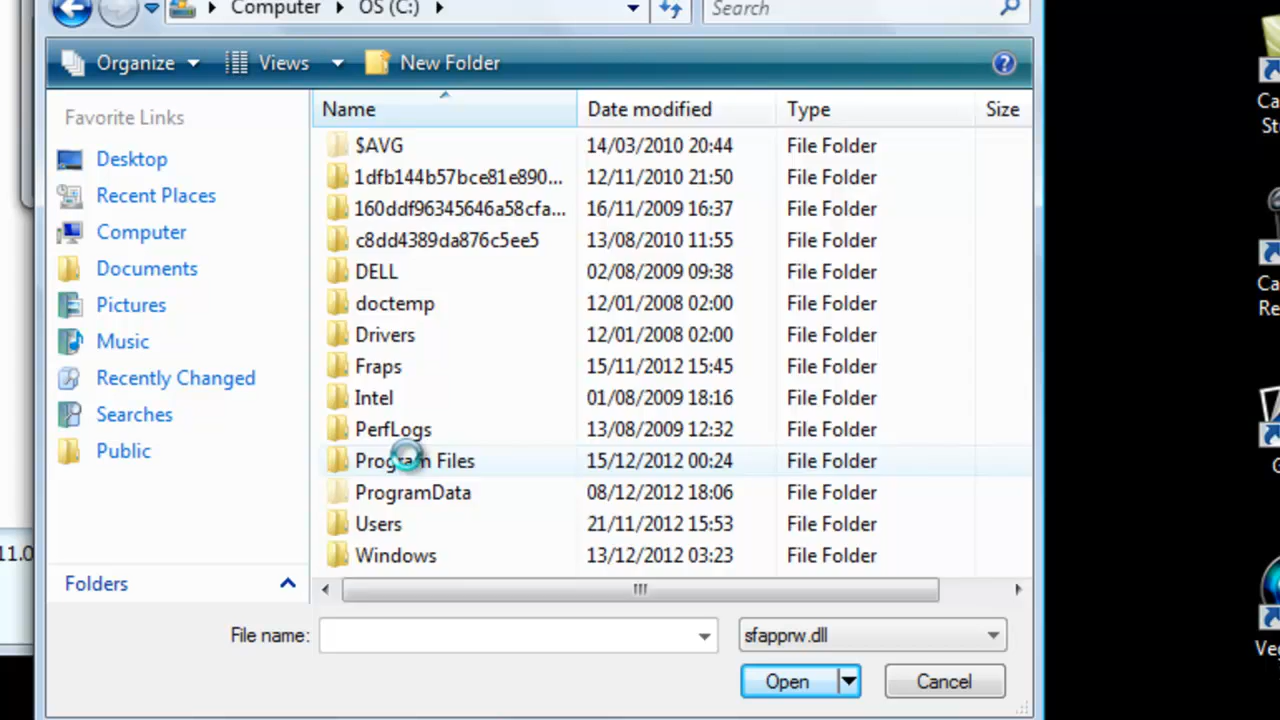 Computer OS (C:) Search
Organize Views New Folder
Favorite Links
Desktop
Recent Places
Computer
Documents
Pictures
Music
Recently Changed
Searches
Public
Folders
Name Date modified Type Size
$AVG 14/03/2010 20:44 File Folder
1dfb144b57bce81e890... 12/11/2010 21:50 File Folder
160ddf96345646a58cfa... 16/11/2009 16:37 File Folder
c8dd4389da876c5ee5 13/08/2010 11:55 File Folder
DELL 02/08/2009 09:38 File Folder
doctemp 12/01/2008 02:00 File Folder
Drivers 12/01/2008 02:00 File Folder
Fraps 15/11/2012 15:45 File Folder
Intel 01/08/2009 18:16 File Folder
PerfLogs 13/08/2009 12:32 File Folder
Program Files 15/12/2012 00:24 File Folder
ProgramData 08/12/2012 18:06 File Folder
Users 21/11/2012 15:53 File Folder
Windows 13/12/2012 03:23 File Folder
File name: sfapprw.dll
Open Cancel
11.0
Ca
St
Ca
Re
Veg